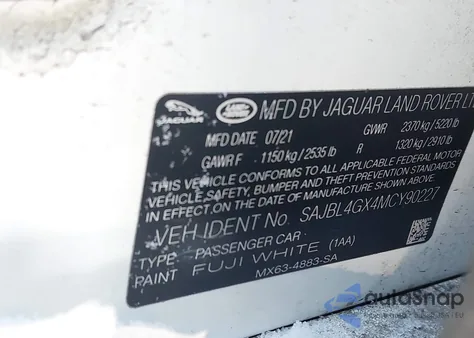 JAGUAR LAND ROVER MFD BY JAGUAR LAND ROVER LT
MFD DATE 07/21 GVWR 2370 kg / 5220 lb
GAWR F 1150 kg / 2535 lb R 1320 kg / 2910 lb
THIS VEHICLE CONFORMS TO ALL APPLICABLE FEDERAL MOTOR
VEHICLE SAFETY, BUMPER AND THEFT PREVENTION STANDARDS
IN EFFECT ON THE DATE OF MANUFACTURE SHOWN ABOVE.
VEH IDENT No. SAJBL4GX4MCY90227
TYPE: PASSENGER CAR
PAINT FUJI WHITE (1AA)
MX63-4883-SA
autoSnap